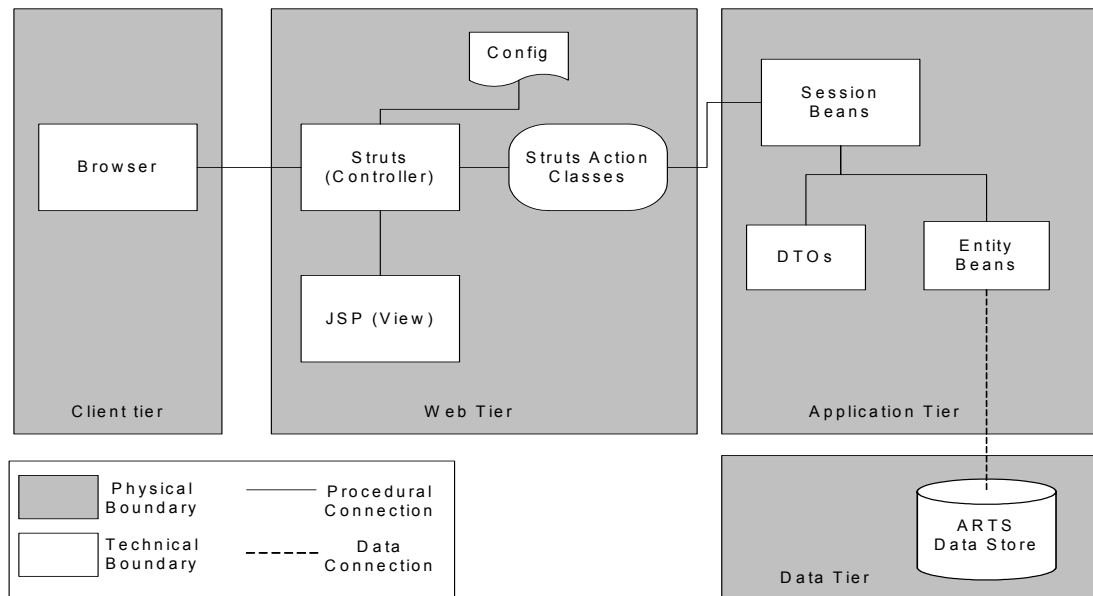 Browser
Client tier
Config
Struts
(Controller)
Struts Action
Classes
JSP (View)
Web Tier
Session
Beans
DTOs
Entity
Beans
Application Tier
Physical
Boundary
Procedural
Connection
Technical
Boundary
Data
Connection
ARTS
Data Store
Data Tier